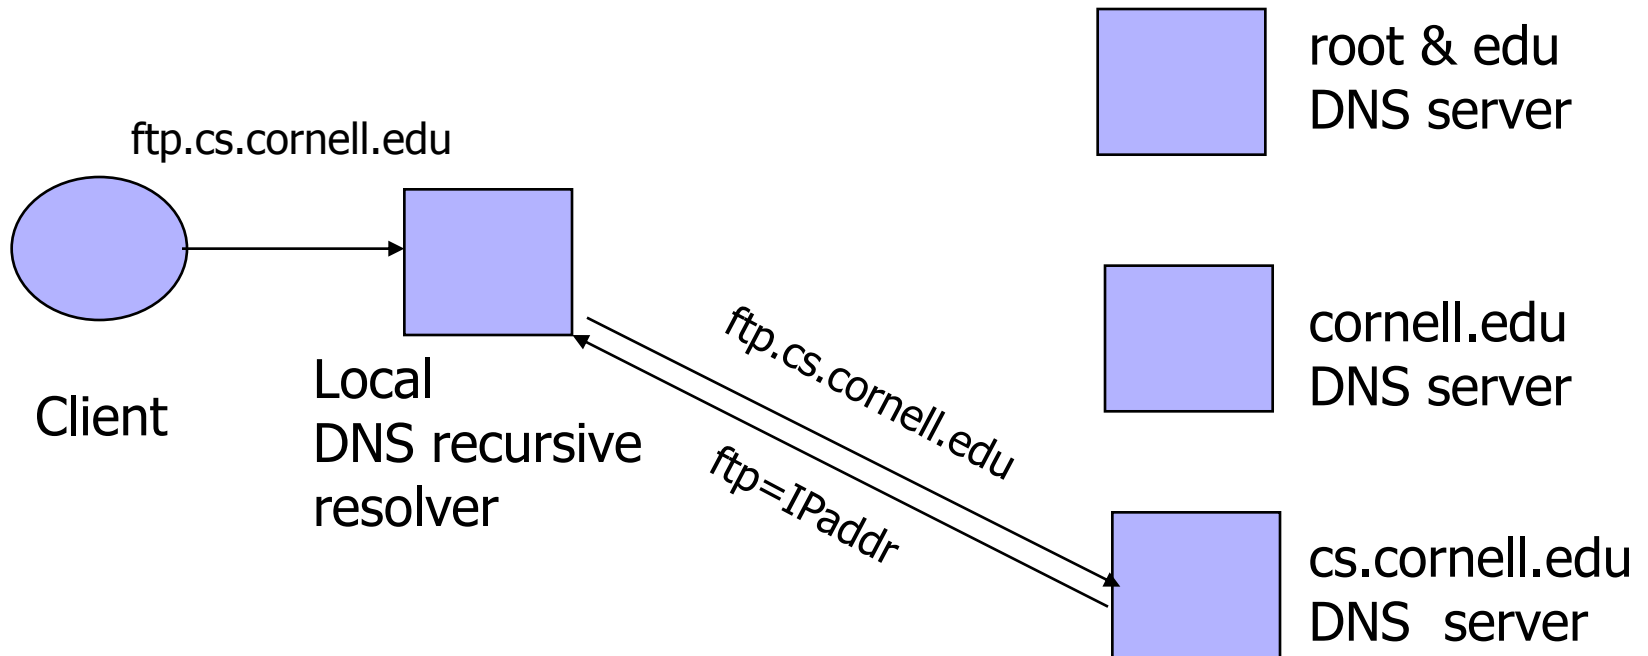 root & edu
DNS server
ftp.cs.cornell.edu
Client
Local
DNS recursive
resolver
ftp.cs.cornell.edu
ftp=IPaddr
cornell.edu
DNS server
cs.cornell.edu
DNS server